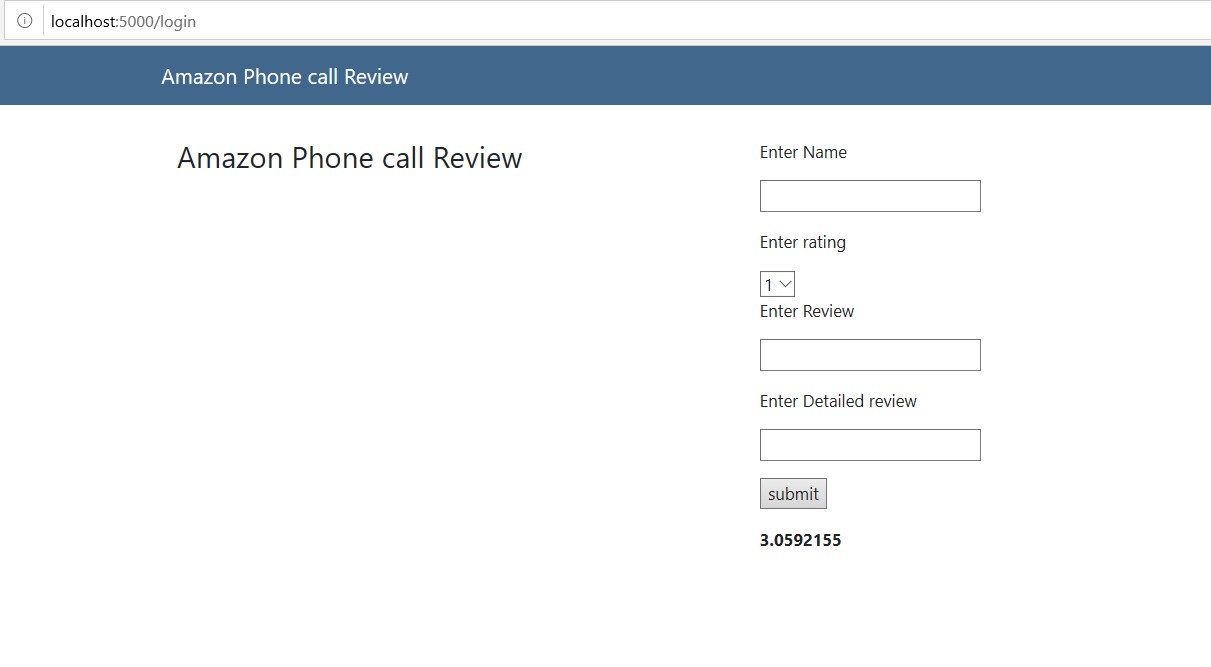 localhost:5000/login
Amazon Phone call Review
Amazon Phone call Review
Enter Name
Enter rating
1
Enter Review
Enter Detailed review
submit
3.0592155